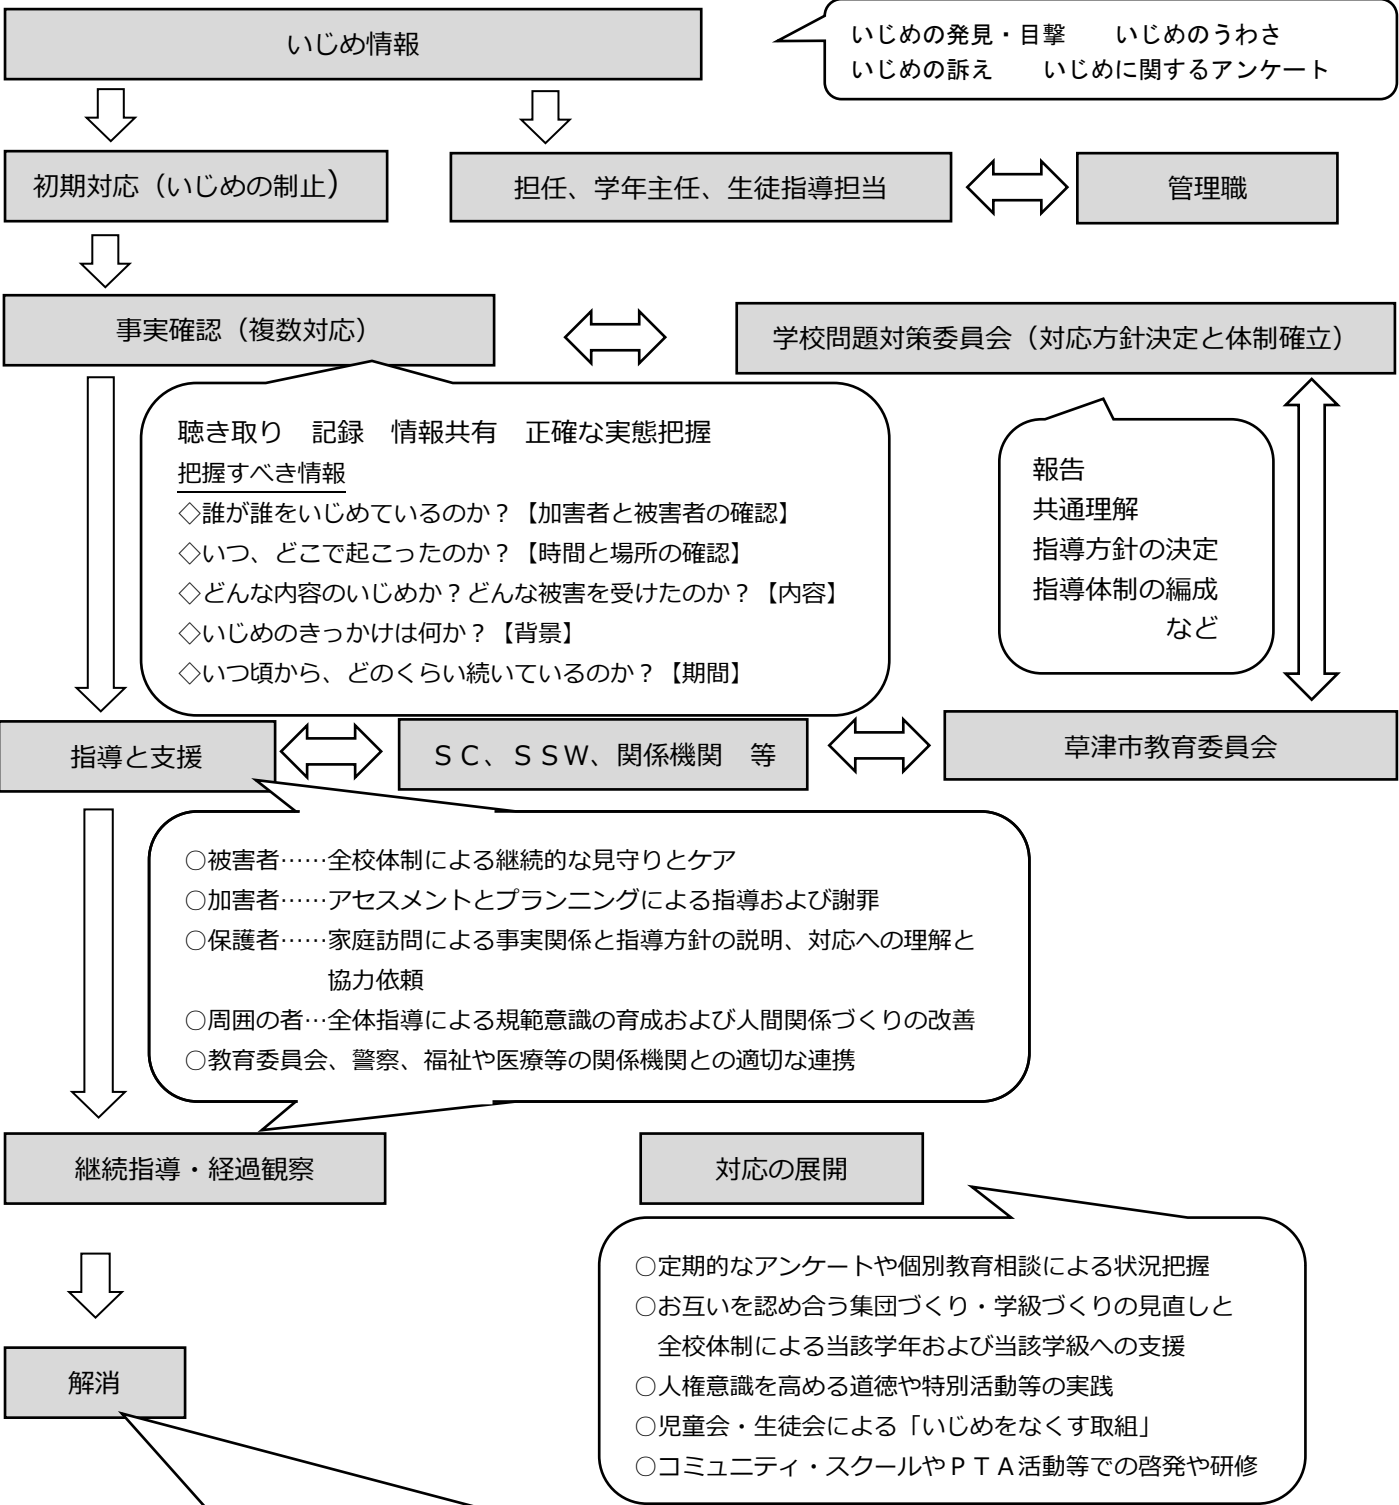 いじめ情報
いじめの発見・目撃　　いじめのうわさ
いじめの訴え　　いじめに関するアンケート
初期対応（いじめの制止）
担任、学年主任、生徒指導担当
管理職
事実確認（複数対応）
学校問題対策委員会（対応方針決定と体制確立）
聴き取り　記録　情報共有　正確な実態把握
把握すべき情報
◇誰が誰をいじめているのか？【加害者と被害者の確認】
◇いつ、どこで起こったのか？【時間と場所の確認】
◇どんな内容のいじめか？どんな被害を受けたのか？【内容】
◇いじめのきっかけは何か？【背景】
◇いつ頃から、どのくらい続いているのか？【期間】
報告
共通理解
指導方針の決定
指導体制の編成
など
指導と支援
ＳＣ、ＳＳＷ、関係機関　等
草津市教育委員会
○被害者……全校体制による継続的な見守りとケア
○加害者……アセスメントとプランニングによる指導および謝罪
○保護者……家庭訪問による事実関係と指導方針の説明、対応への理解と
協力依頼
○周囲の者…全体指導による規範意識の育成および人間関係づくりの改善
○教育委員会、警察、福祉や医療等の関係機関との適切な連携
継続指導・経過観察
対応の展開
○定期的なアンケートや個別教育相談による状況把握
○お互いを認め合う集団づくり・学級づくりの見直しと
全校体制による当該学年および当該学級への支援
○人権意識を高める道徳や特別活動等の実践
○児童会・生徒会による「いじめをなくす取組」
○コミュニティ・スクールやＰＴＡ活動等での啓発や研修
解消